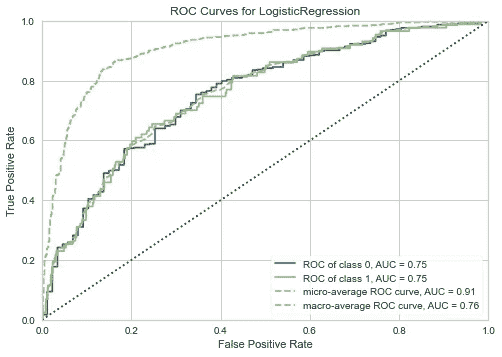 ROC Curves for LogisticRegression
1.0
0.8
0.6
0.4
0.2
0.0
True Positive Rate
ROC of class 0, AUC = 0.75
ROC of class 1, AUC = 0.75
micro-average ROC curve, AUC = 0.91
macro-average ROC curve, AUC = 0.76
0.0 0.2 0.4 0.6 0.8 1.0
False Positive Rate